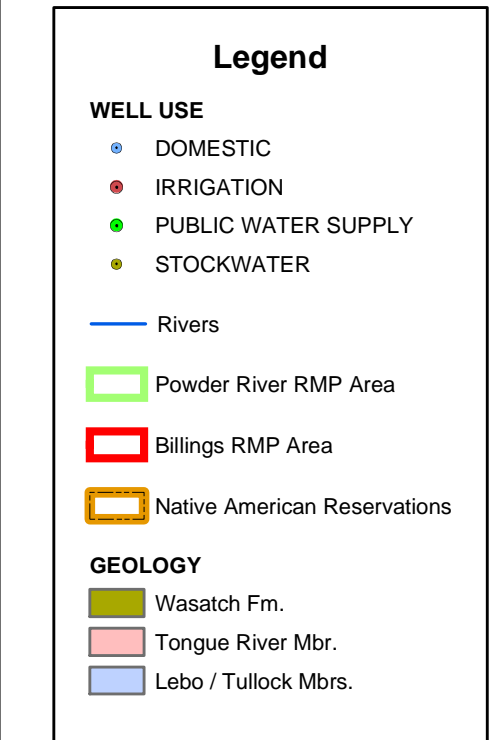 Legend
WELL USE
DOMESTIC
IRRIGATION
PUBLIC WATER SUPPLY
STOCKWATER
Rivers
Powder River RMP Area
Billings RMP Area
Native American Reservations
GEOLOGY
Wasatch Fm.
Tongue River Mbr.
Lebo / Tullock Mbrs.